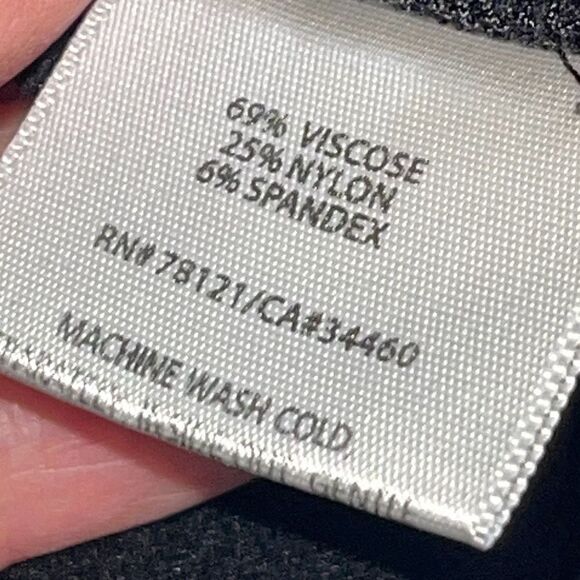 69% VISCOSE
25% NYLON
6% SPANDEX
RN# 78121/CA#34460
MACHINE WASH COLD